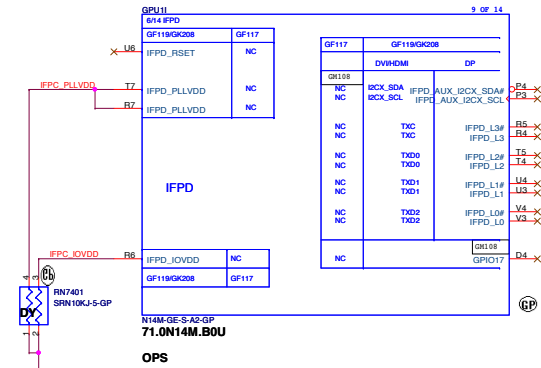 GPU1I 9 OF 14
6/14 IFPD
GF119/GK208 GF117
U6 IFPD_RSET NC
GF117 GF119/GK208
DVI/HDMI DP
GM108
IFPC_PLLVDD T7 IFPD_PLLVDD NC
R7 IFPD_PLLVDD NC
NC I2CX_SDA IFPD_AUX_I2CX_SDA# P4
NC I2CX_SCL IFPD_AUX_I2CX_SCL P3
NC TXC IFPD_L3# R5
NC TXC IFPD_L3 R4
NC TXD0 IFPD_L2# T5
NC TXD0 IFPD_L2 T4
NC TXD1 IFPD_L1# U4
NC TXD1 IFPD_L1 U3
IFPD
NC TXD2 IFPD_L0# V4
NC TXD2 IFPD_L0 V3
GM108
IFPC_IOVDD R6 IFPD_IOVDD NC
NC GPIO17 D4
GF119/GK208 GF117
4 3
RN7401
SRN10KJ-5-GP
DY
1 2
GP
N14M-GE-S-A2-GP
71.0N14M.B0U
OPS